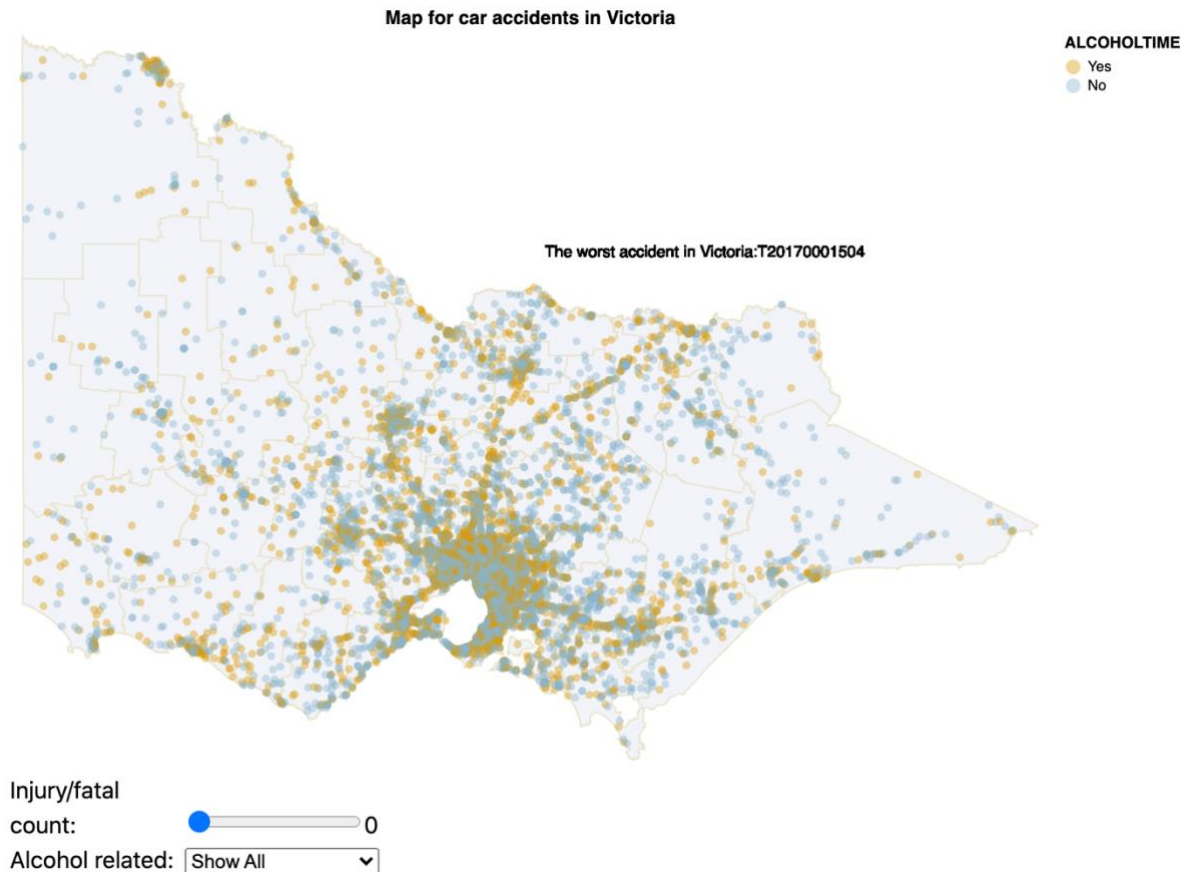 Map for car accidents in Victoria
ALCOHOLTIME
Yes
No
The worst accident in Victoria:T20170001504
Injury/fatal
count: 0
Alcohol related: Show All